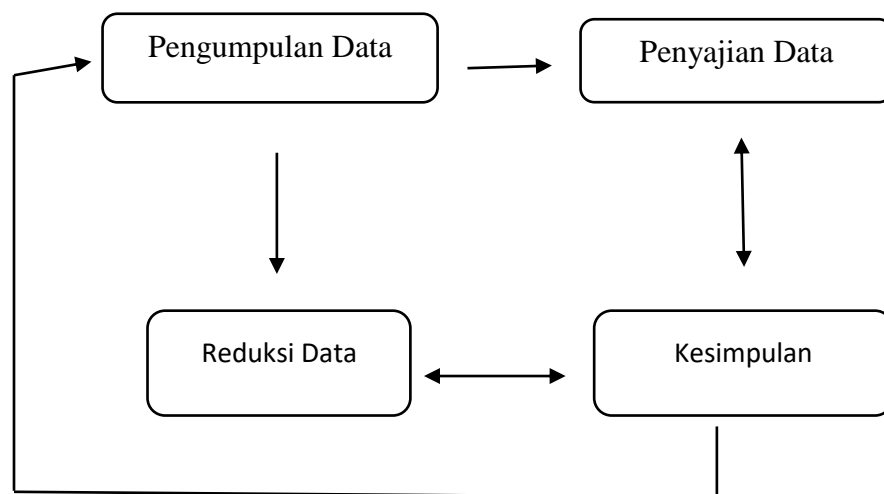 Pengumpulan Data
Penyajian Data
Reduksi Data
Kesimpulan